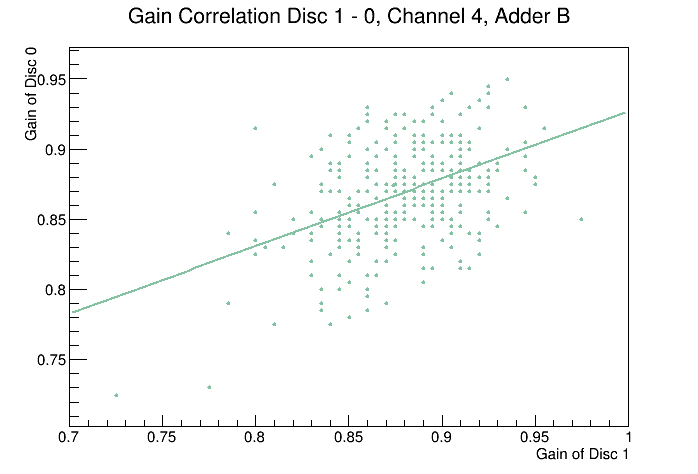 Gain Correlation Disc 1 - 0, Channel 4, Adder B
Gain of Disc 0
0.95
0.9
0.85
0.8
0.75
0.7 0.75 0.8 0.85 0.9 0.95 1
Gain of Disc 1